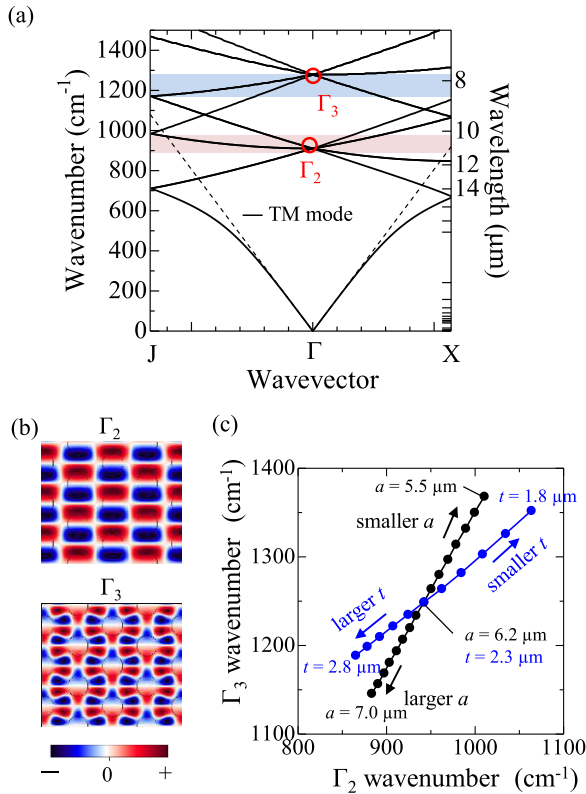 (a)
1400
1200
1000
800
600
400
200
0
Wavenumber (cm⁻¹)
Γ₃
Γ₂
TM mode
8
10
12
14
Wavelength (μm)
J
Γ
X
Wavevector
(b)
Γ₂
Γ₃
− 0 +
(c)
1400
1300
1200
1100
Γ₃ wavenumber (cm⁻¹)
a = 5.5 μm
t = 1.8 μm
smaller a
smaller t
larger t
t = 2.8 μm
a = 6.2 μm
t = 2.3 μm
larger a
a = 7.0 μm
800
900
1000
1100
Γ₂ wavenumber (cm⁻¹)